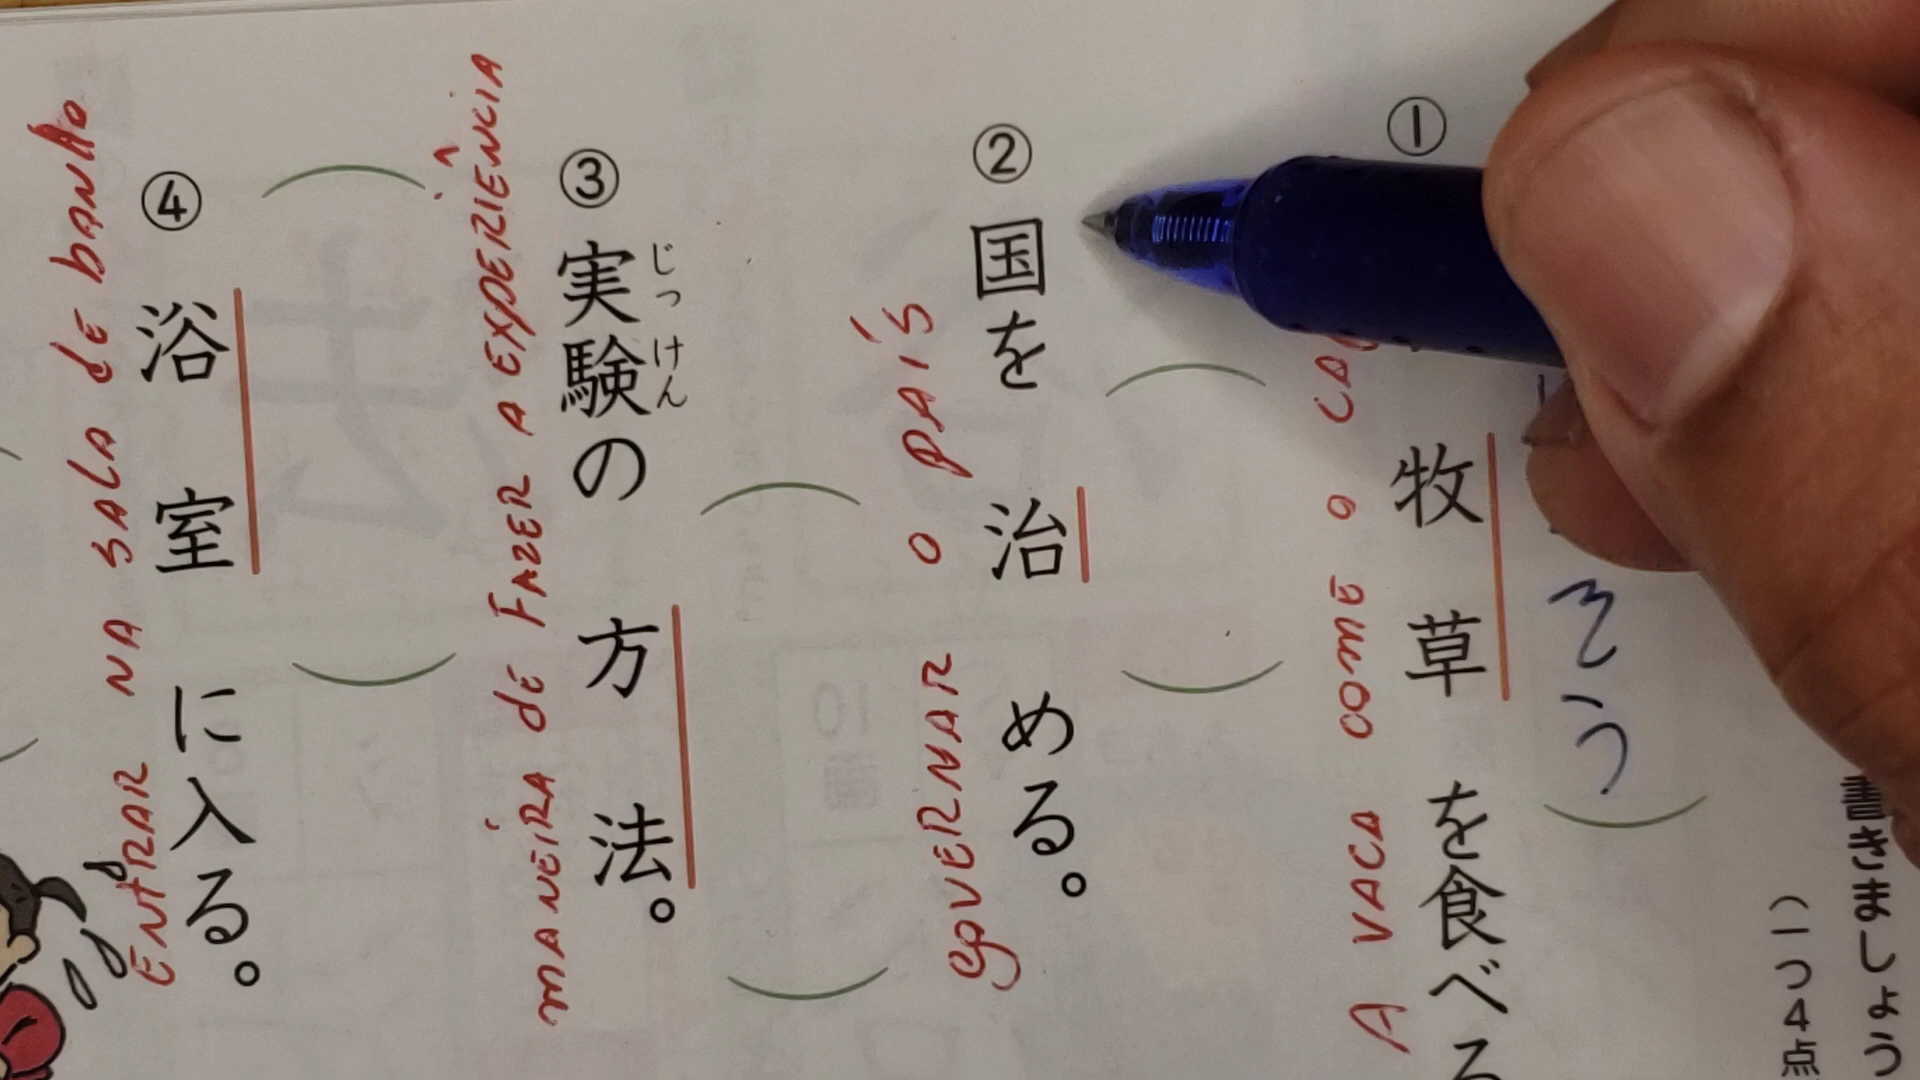 書きましょう
（一つ4点
そう
① 牧草を食べる
A VACA COME O
② 国を治める。
GOVERNAR O PAÍS
③ 実験の方法。
じっけん
MANEIRA DE FAZER A EXPERIÊNCIA
④ 浴室に入る。
ENTRAR NA SALA DE BANHO